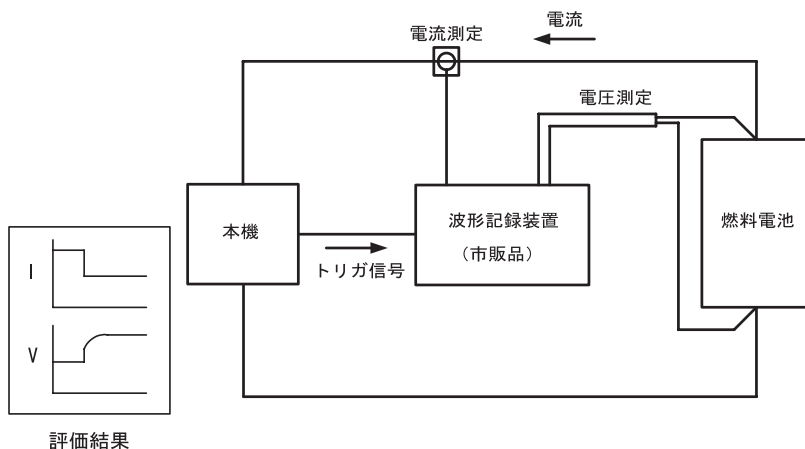 電流
電流測定
電圧測定
本機
波形記録装置
（市販品）
燃料電池
トリガ信号
I
V
評価結果